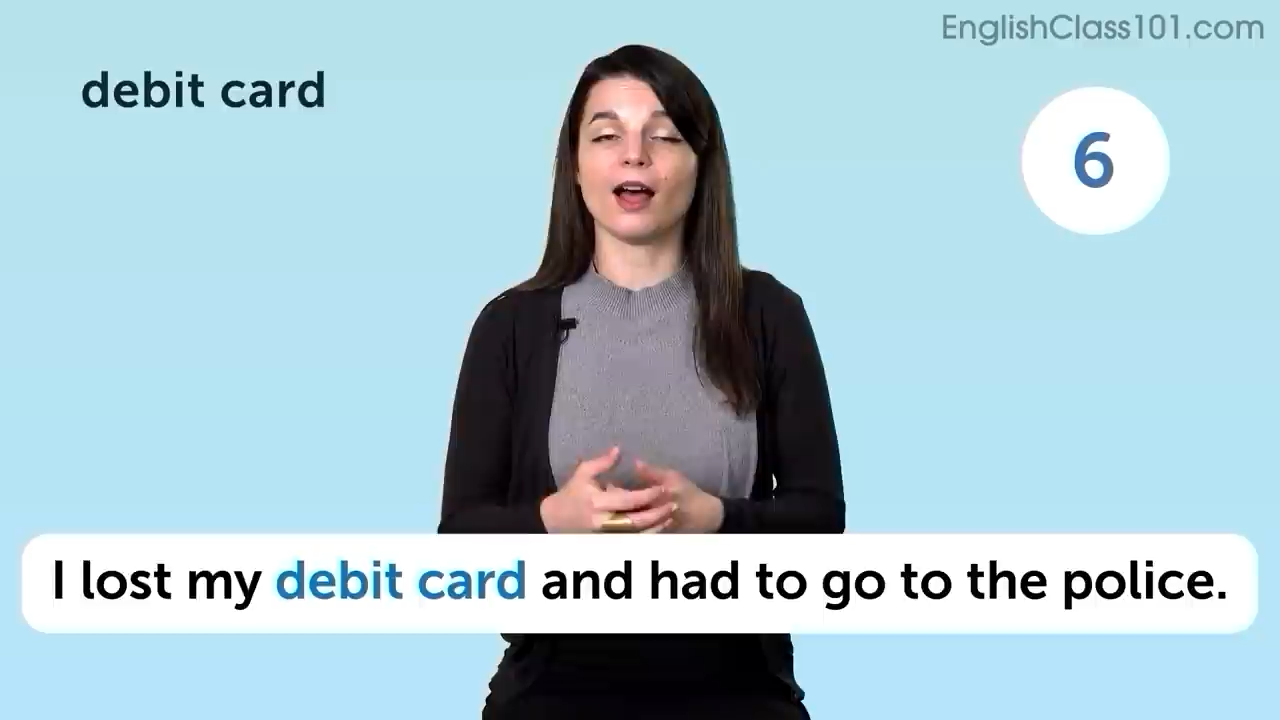 EnglishClass101.com
debit card
6
I lost my debit card and had to go to the police.